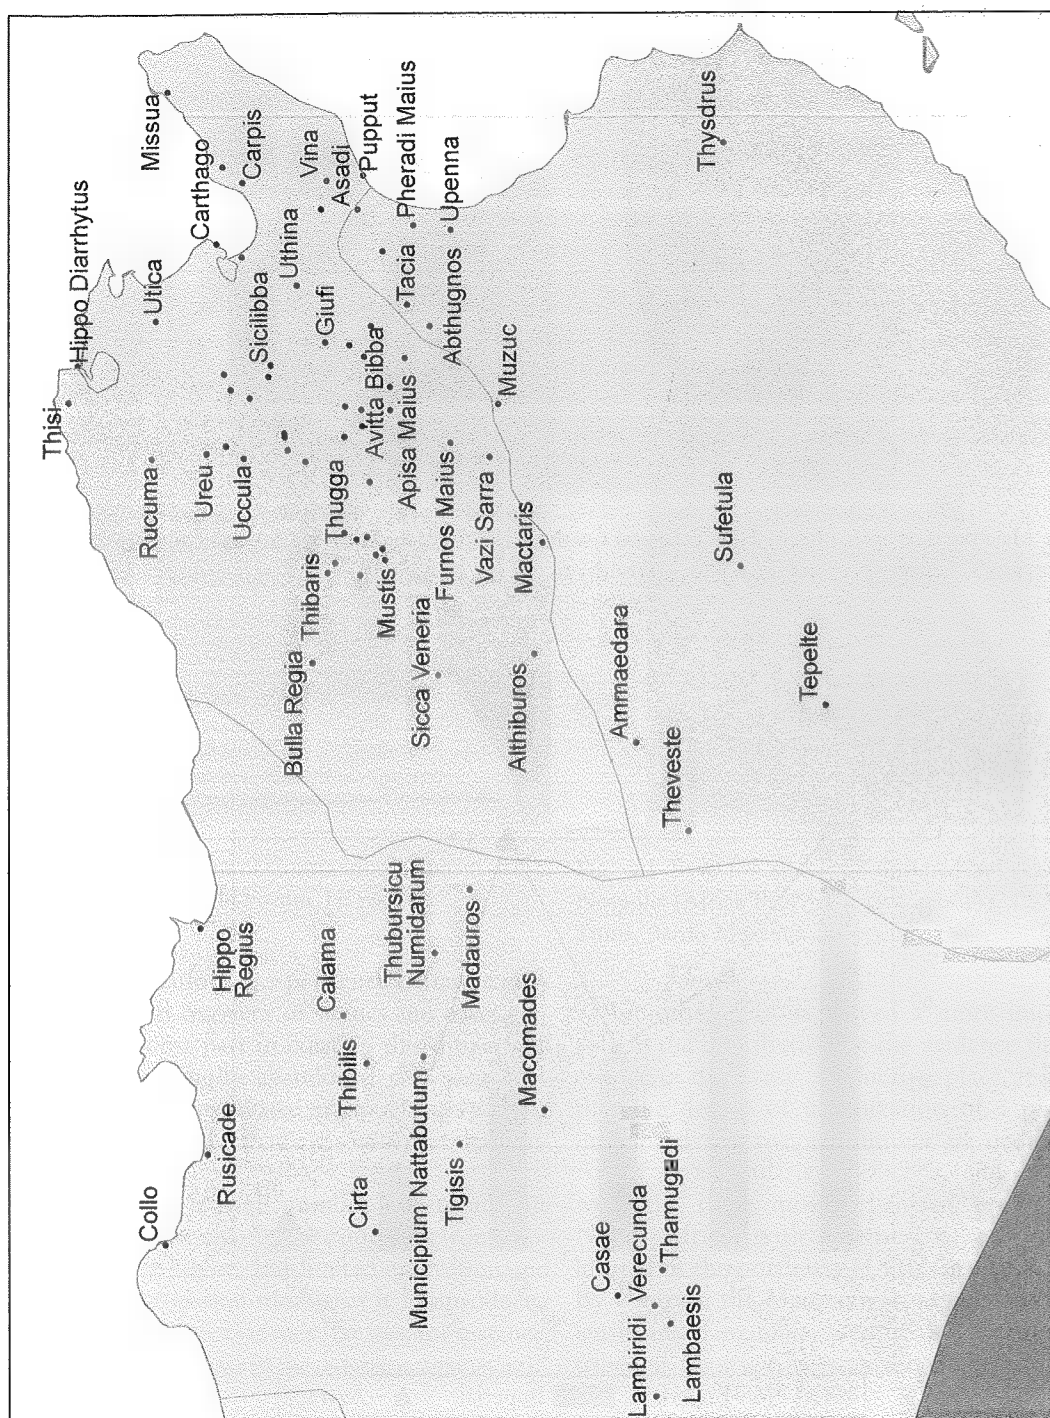 Missua
Carthago
Carpis
Hippo Diarrhytus
Utica
Vina
Asadi
Pupput
Thisi
Sicilibba
Uthina
Giufi
Tacia
Pheradi Maius
Upenna
Abthugnos
Thysdrus
Rucuma
Ureu
Uccula
Thugga
Avitta Bibba
Apisa Maius
Muzuc
Furnos Maius
Vazi Sarra
Mactaris
Thibaris
Mustis
Bulla Regia
Sicca Veneria
Althiburos
Sufetula
Ammaedara
Theveste
Tepelte
Hippo
Regius
Calama
Thubursicu
Numidarum
Madauros
Thibilis
Municipium Nattabutum
Macomades
Collo
Rusicade
Cirta
Tigisis
Casae
Lambiridi
Verecunda
Thamugadi
Lambaesis